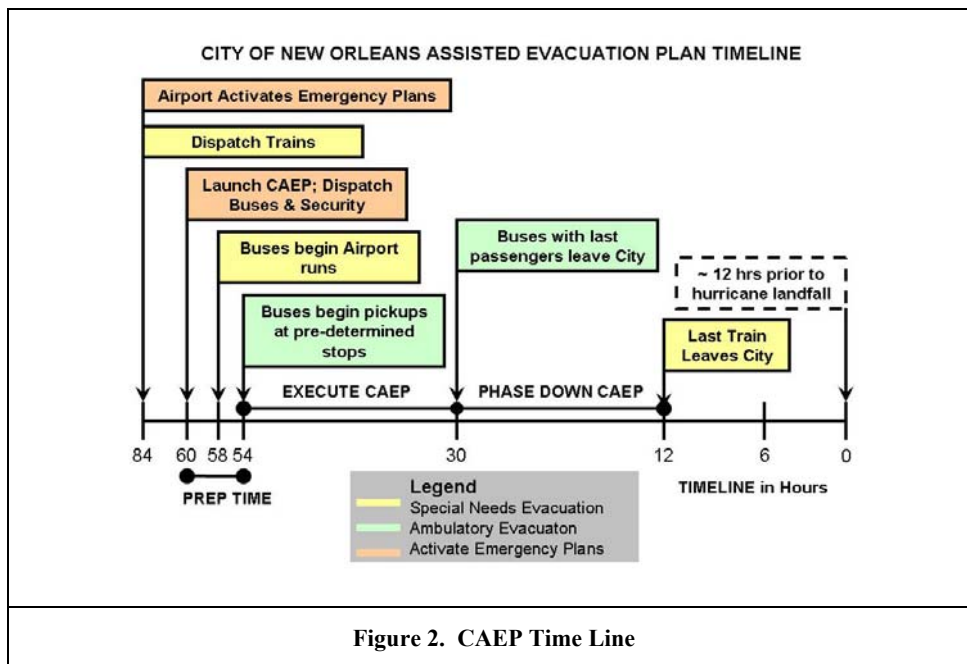 CITY OF NEW ORLEANS ASSISTED EVACUATION PLAN TIMELINE
Airport Activates Emergency Plans
Dispatch Trains
Launch CAEP; Dispatch
Buses & Security
Buses begin Airport
runs
Buses begin pickups
at pre-determined
stops
Buses with last
passengers leave City
~ 12 hrs prior to
hurricane landfall
Last Train
Leaves City
EXECUTE CAEP
PHASE DOWN CAEP
84 60 58 54 30 12 6 0
PREP TIME
TIMELINE in Hours
Legend
Special Needs Evacuation
Ambulatory Evacuaton
Activate Emergency Plans
Figure 2. CAEP Time Line